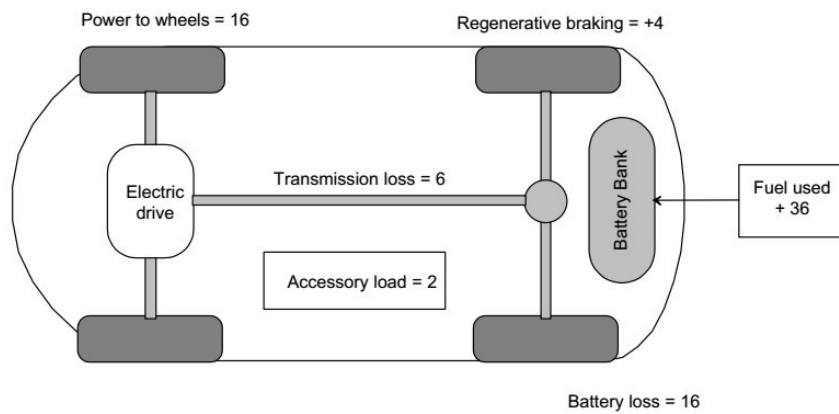 Power to wheels = 16
Regenerative braking = +4
Electric
drive
Transmission loss = 6
Battery Bank
Fuel used
+ 36
Accessory load = 2
Battery loss = 16